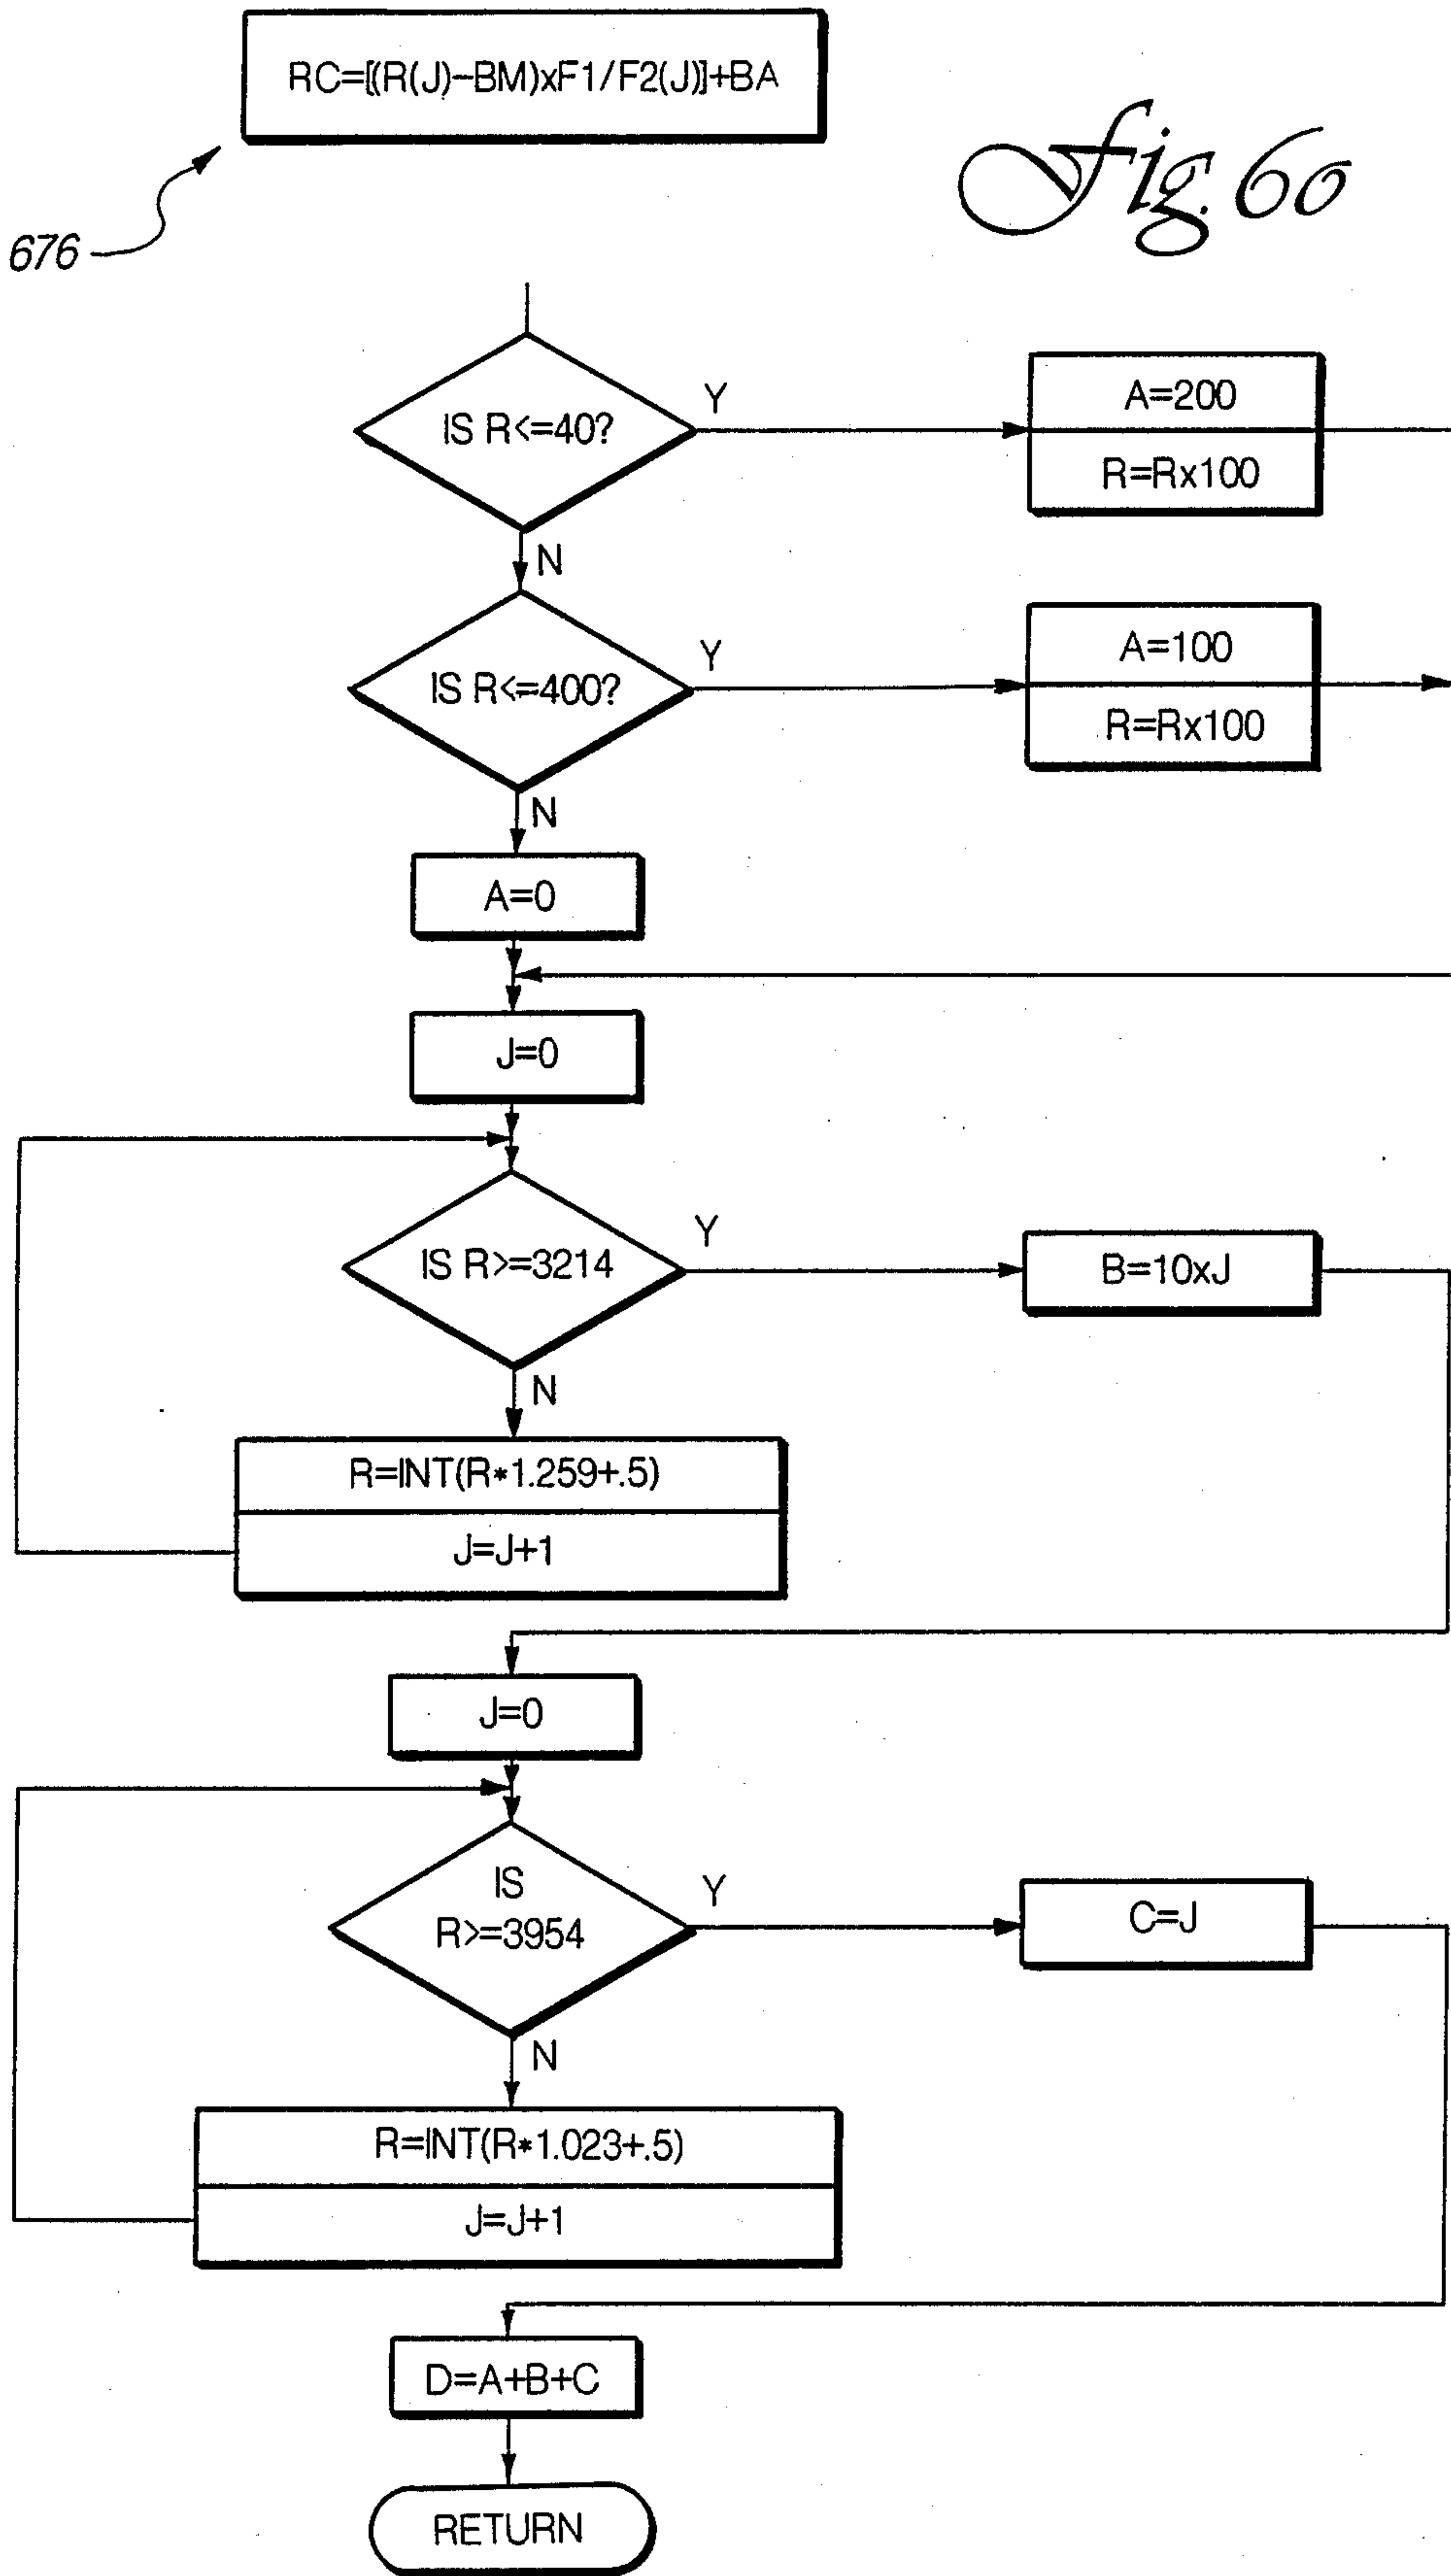 RC=[(R(J)-BM)xF1/F2(J)]+BA
Fig. 60
676
IS R<=40?
Y
A=200
R=Rx100
N
IS R<=400?
Y
A=100
R=Rx100
N
A=0
J=0
IS R>=3214
Y
B=10xJ
N
R=INT(R*1.259+.5)
J=J+1
J=0
IS
R>=3954
Y
C=J
N
R=INT(R*1.023+.5)
J=J+1
D=A+B+C
RETURN